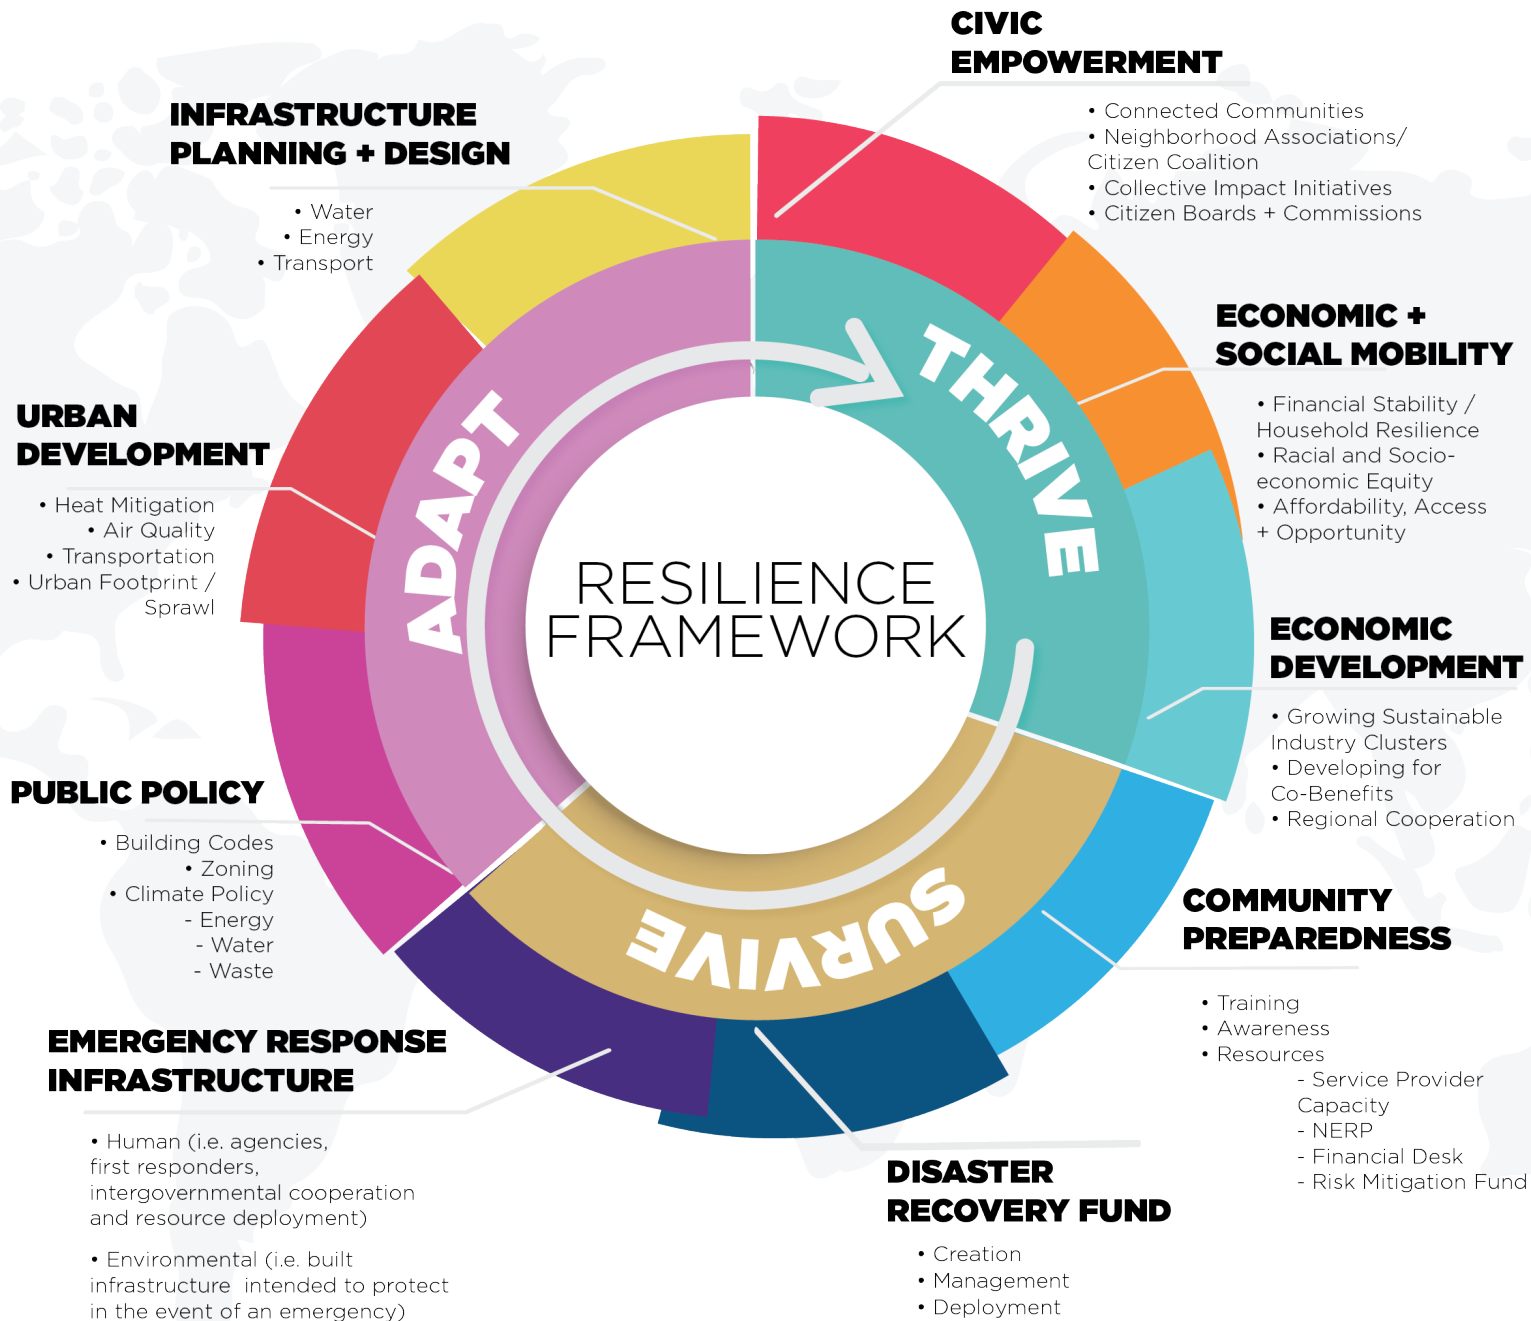 CIVIC
EMPOWERMENT
• Connected Communities
• Neighborhood Associations/
Citizen Coalition
• Collective Impact Initiatives
• Citizen Boards + Commissions
ECONOMIC +
SOCIAL MOBILITY
• Financial Stability /
Household Resilience
• Racial and Socio-
economic Equity
• Affordability, Access
+ Opportunity
ECONOMIC
DEVELOPMENT
• Growing Sustainable
Industry Clusters
• Developing for
Co-Benefits
• Regional Cooperation
COMMUNITY
PREPAREDNESS
• Training
• Awareness
• Resources
- Service Provider
Capacity
- NERP
- Financial Desk
- Risk Mitigation Fund
DISASTER
RECOVERY FUND
• Creation
• Management
• Deployment
EMERGENCY RESPONSE
INFRASTRUCTURE
• Human (i.e. agencies,
first responders,
intergovernmental cooperation
and resource deployment)
• Environmental (i.e. built
infrastructure intended to protect
in the event of an emergency)
PUBLIC POLICY
• Building Codes
• Zoning
• Climate Policy
- Energy
- Water
- Waste
URBAN
DEVELOPMENT
• Heat Mitigation
• Air Quality
• Transportation
• Urban Footprint /
Sprawl
INFRASTRUCTURE
PLANNING + DESIGN
• Water
• Energy
• Transport
THRIVE
SURVIVE
ADAPT
RESILIENCE
FRAMEWORK